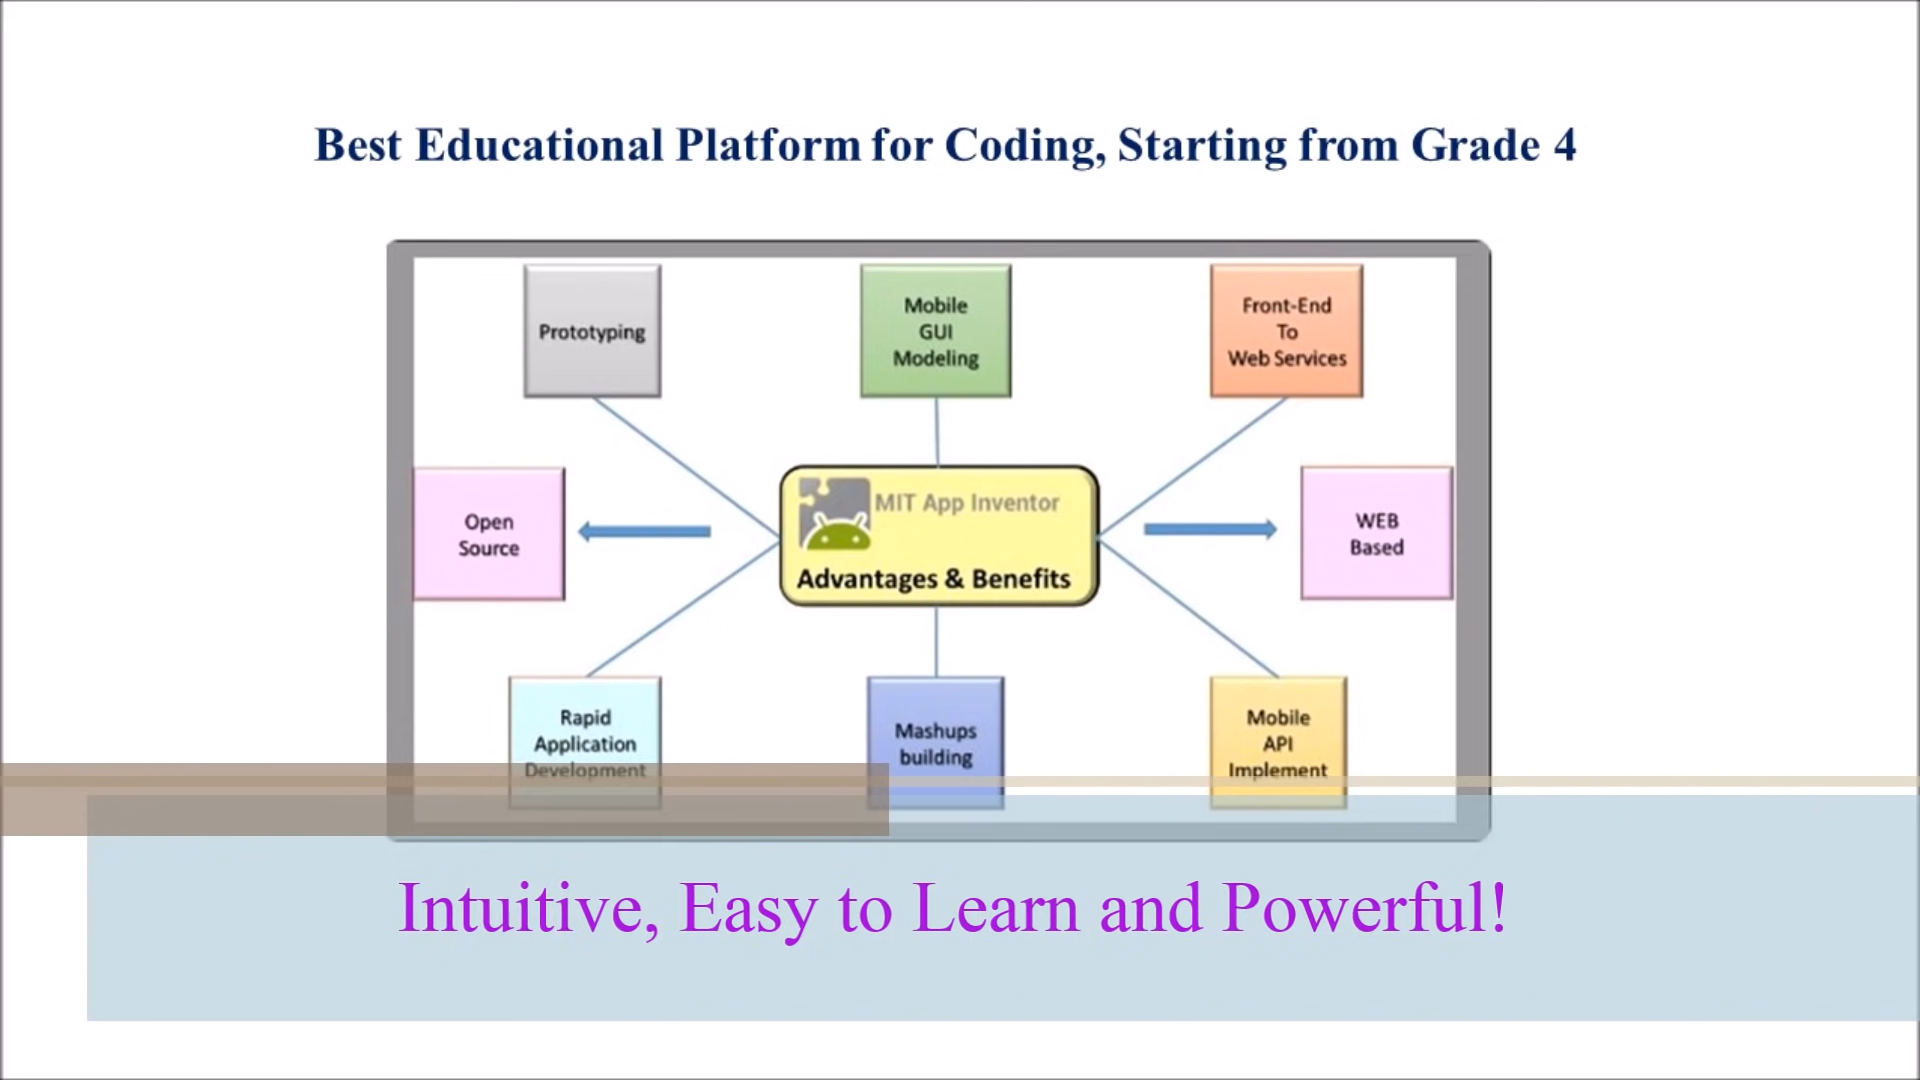 Best Educational Platform for Coding, Starting from Grade 4
Prototyping
Mobile
GUI
Modeling
Front-End
To
Web Services
Open
Source
MIT App Inventor
Advantages & Benefits
WEB
Based
Rapid
Application
Development
Mashups
building
Mobile
API
Implement
Intuitive, Easy to Learn and Powerful!